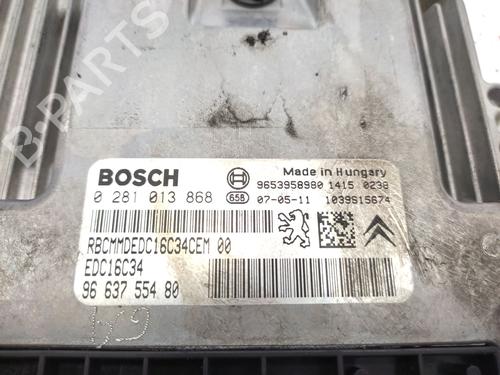 B-PARTS
BOSCH
Made in Hungary
9653958980 1415 0238
0 281 013 868 658 07-05-11 1039S15674
RBCMMDEDC16C34CEM 00
EDC16C34
96 637 554 80